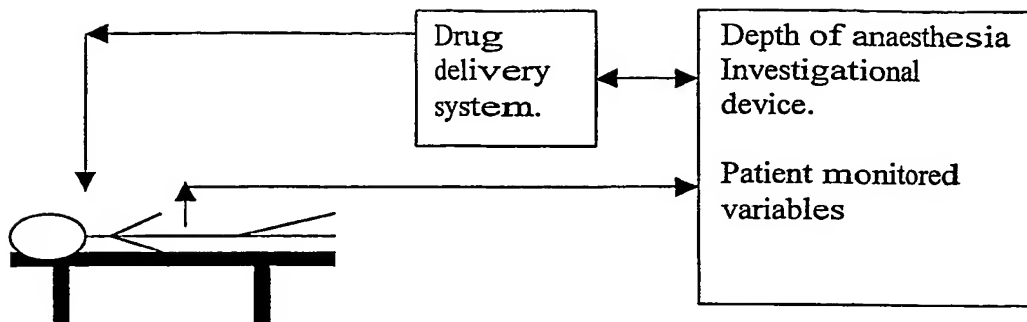 Drug
delivery
system.
Depth of anaesthesia
Investigational
device.
Patient monitored
variables